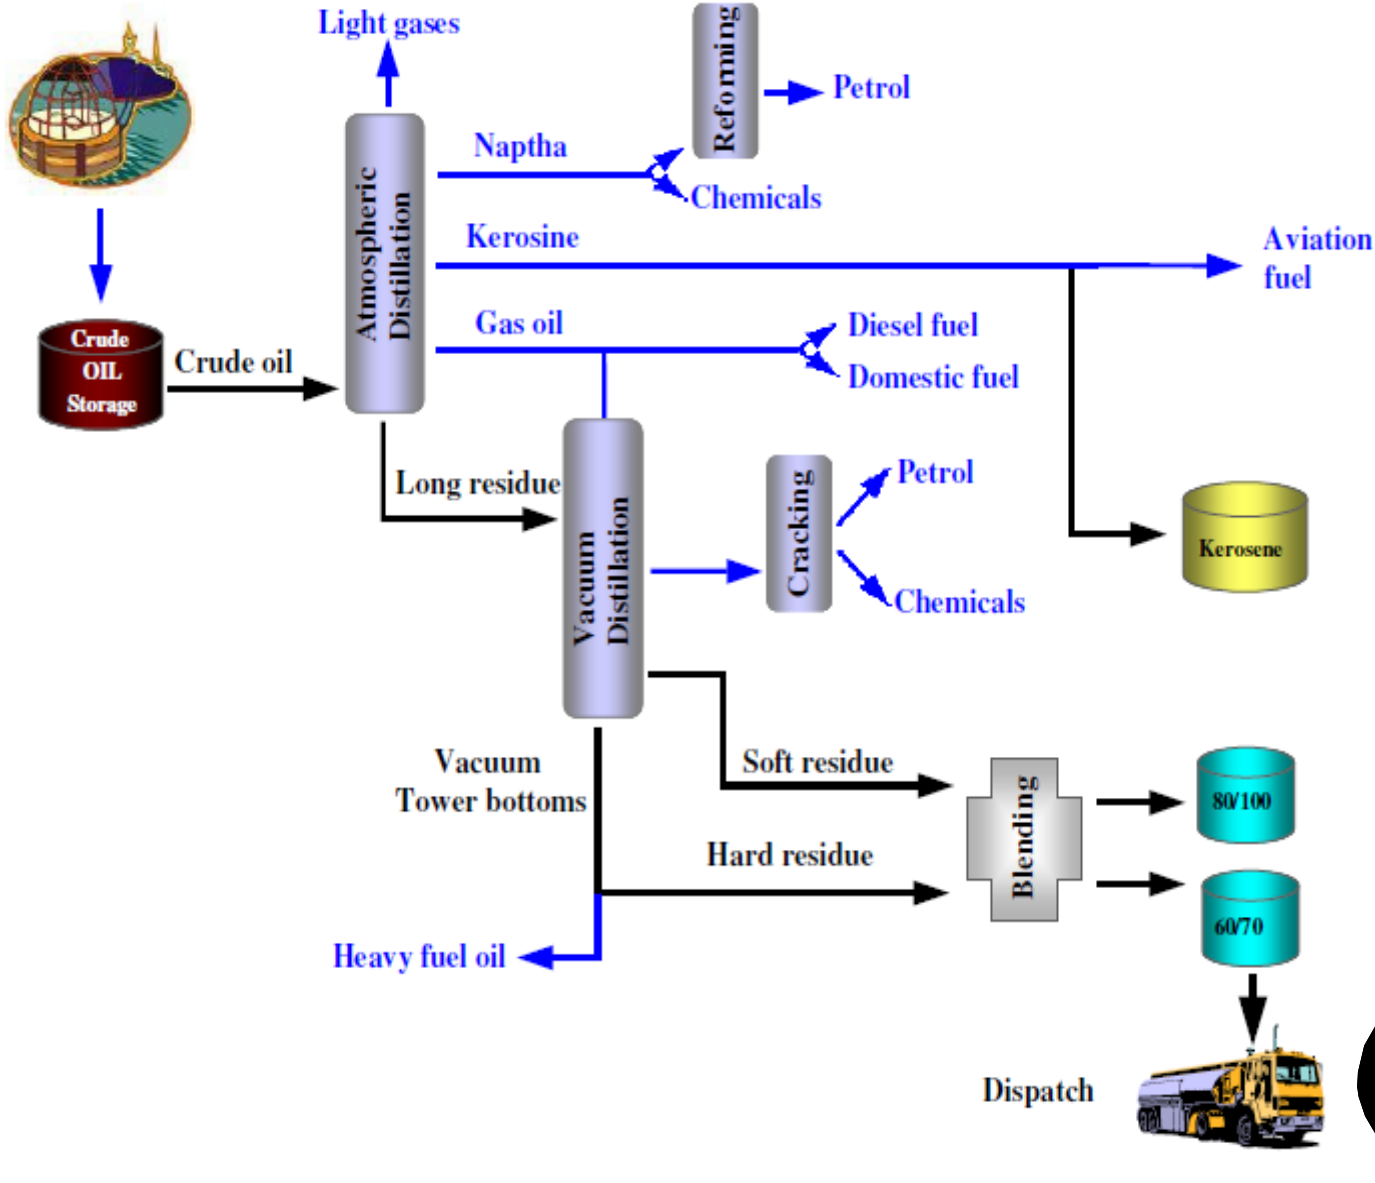 Light gases
Reforming
Petrol
Naptha
Chemicals
Atmospheric
Distillation
Kerosine
Aviation
fuel
Gas oil
Diesel fuel
Domestic fuel
Crude
OIL
Storage
Crude oil
Long residue
Vacuum
Distillation
Cracking
Petrol
Chemicals
Kerosene
Vacuum
Tower bottoms
Soft residue
Hard residue
Blending
80/100
60/70
Heavy fuel oil
Dispatch